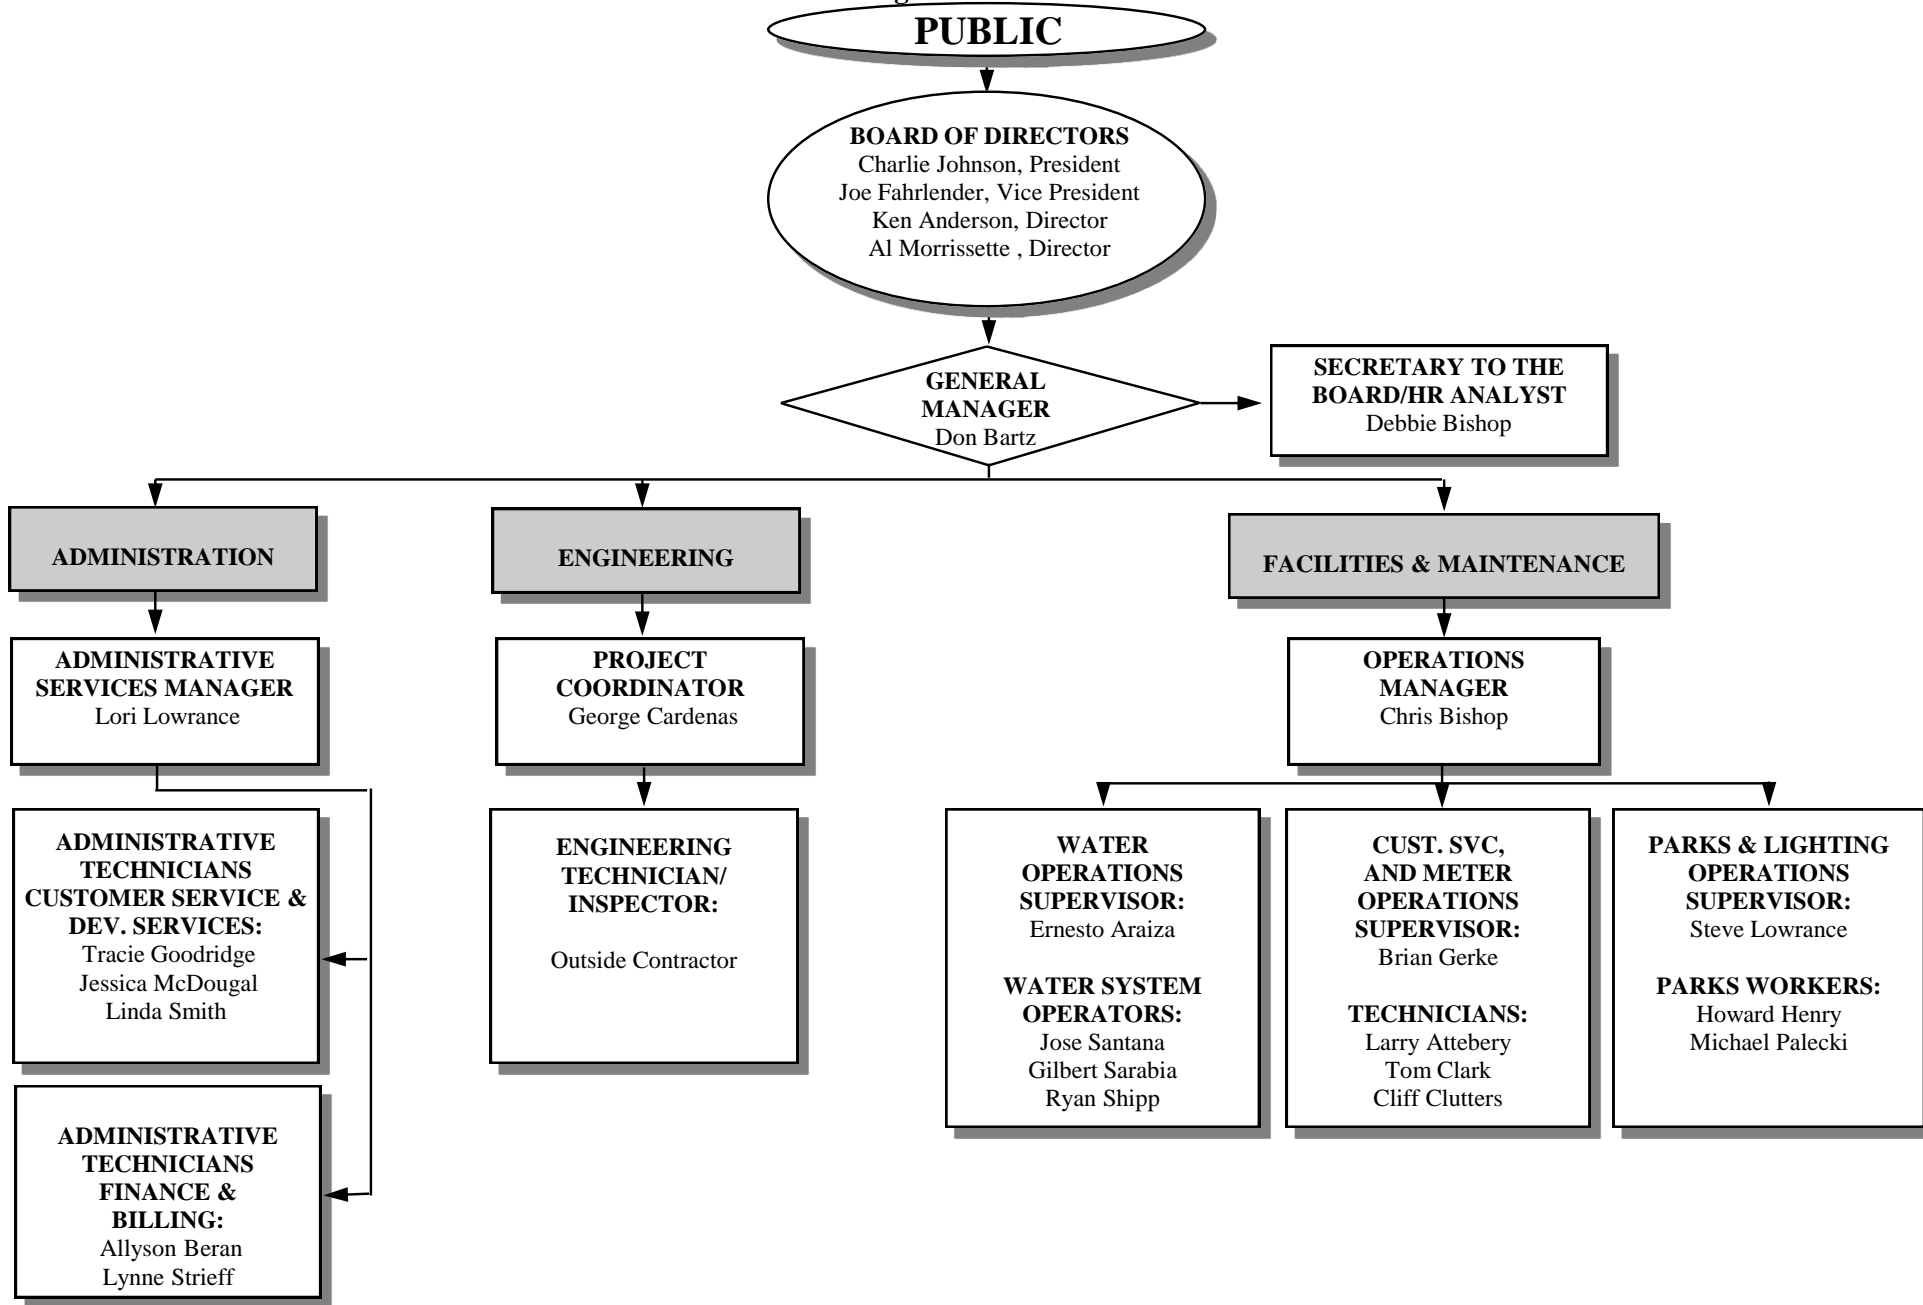 PUBLIC
BOARD OF DIRECTORS
Charlie Johnson, President
Joe Fahrlender, Vice President
Ken Anderson, Director
Al Morrissette , Director
GENERAL
MANAGER
Don Bartz
SECRETARY TO THE
BOARD/HR ANALYST
Debbie Bishop
ADMINISTRATION
ENGINEERING
FACILITIES & MAINTENANCE
ADMINISTRATIVE
SERVICES MANAGER
Lori Lowrance
PROJECT
COORDINATOR
George Cardenas
OPERATIONS
MANAGER
Chris Bishop
ADMINISTRATIVE
TECHNICIANS
CUSTOMER SERVICE &
DEV. SERVICES:
Tracie Goodridge
Jessica McDougal
Linda Smith
ENGINEERING
TECHNICIAN/
INSPECTOR:
Outside Contractor
WATER
OPERATIONS
SUPERVISOR:
Ernesto Araiza
WATER SYSTEM
OPERATORS:
Jose Santana
Gilbert Sarabia
Ryan Shipp
CUST. SVC,
AND METER
OPERATIONS
SUPERVISOR:
Brian Gerke
TECHNICIANS:
Larry Attebery
Tom Clark
Cliff Clutters
PARKS & LIGHTING
OPERATIONS
SUPERVISOR:
Steve Lowrance
PARKS WORKERS:
Howard Henry
Michael Palecki
ADMINISTRATIVE
TECHNICIANS
FINANCE &
BILLING:
Allyson Beran
Lynne Strieff